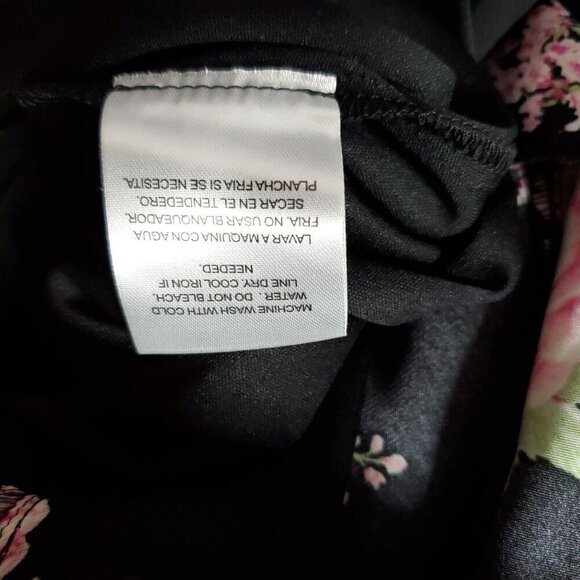 MACHINE WASH WITH COLD
WATER. DO NOT BLEACH.
LINE DRY. COOL IRON IF
NEEDED.
LAVAR A MAQUINA CON AGUA
FRIA. NO USAR BLANQUEADOR.
SECAR EN EL TENDEDERO.
PLANCHA FRIA SI SE NECESITA.